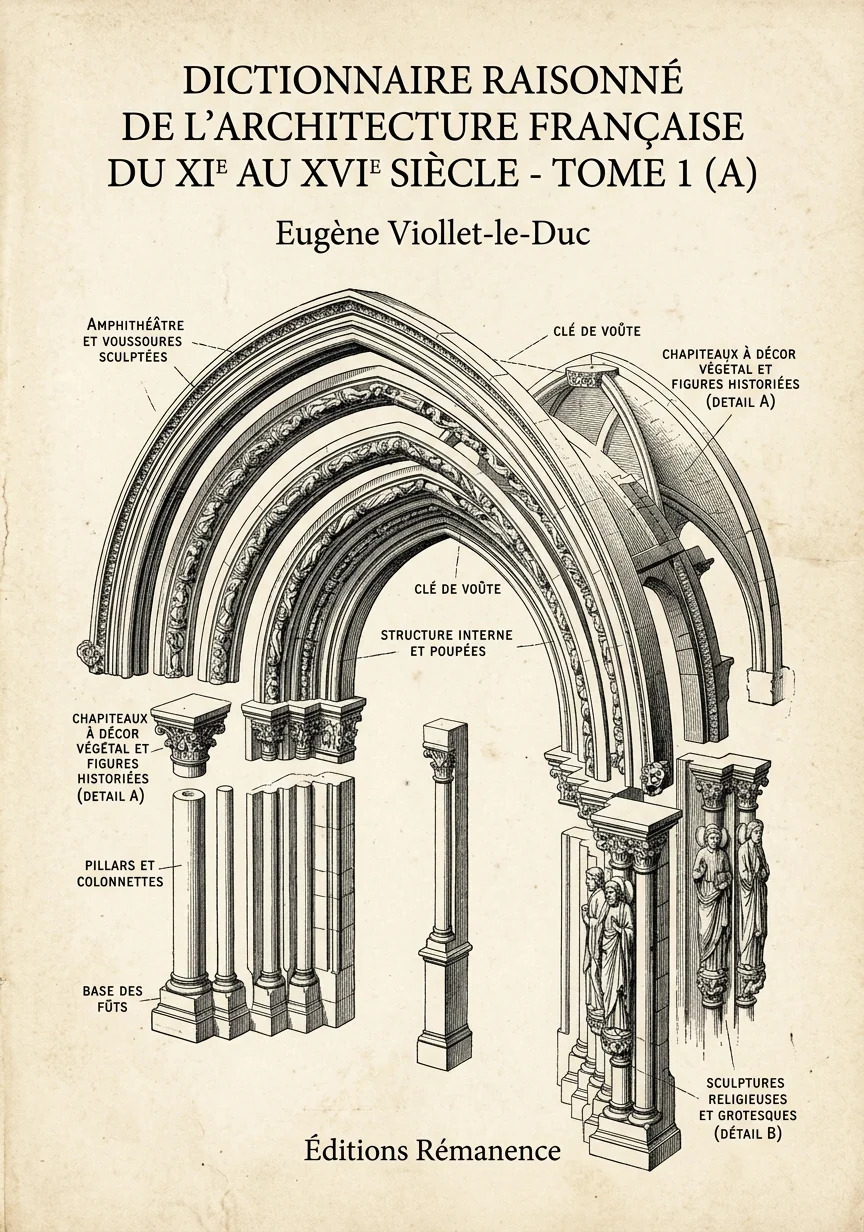 DICTIONNAIRE RAISONNÉ
DE L'ARCHITECTURE FRANÇAISE
DU XIE AU XVIE SIÈCLE - TOME 1 (A)
Eugène Viollet-le-Duc
AMPHITHÉÂTRE
ET VOUSSOURES
SCULPTÉES
CLÉ DE VOÛTE
CHAPITEAUX À DÉCOR
VÉGÉTAL ET
FIGURES HISTORIÉES
(DETAIL A)
CLÉ DE VOÛTE
STRUCTURE INTERNE
ET POUPÉES
CHAPITEAUX
À DÉCOR
VÉGÉTAL ET
FIGURES
HISTORIÉES
(DETAIL A)
PILLARS ET
COLONNETTES
BASE DES
FÛTS
SCULPTURES
RELIGIEUSES
ET GROTESQUES
(DÉTAIL B)
Éditions Rémanence